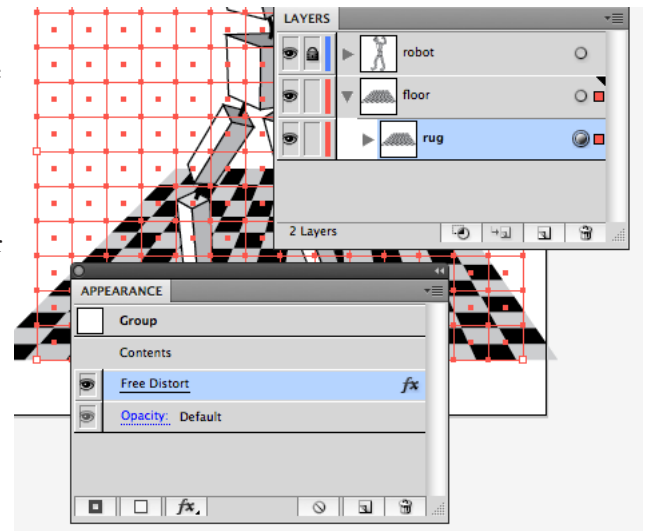 LAYERS
robot
floor
rug
2 Layers
APPEARANCE
Group
Contents
Free Distort fx
Opacity: Default
fx